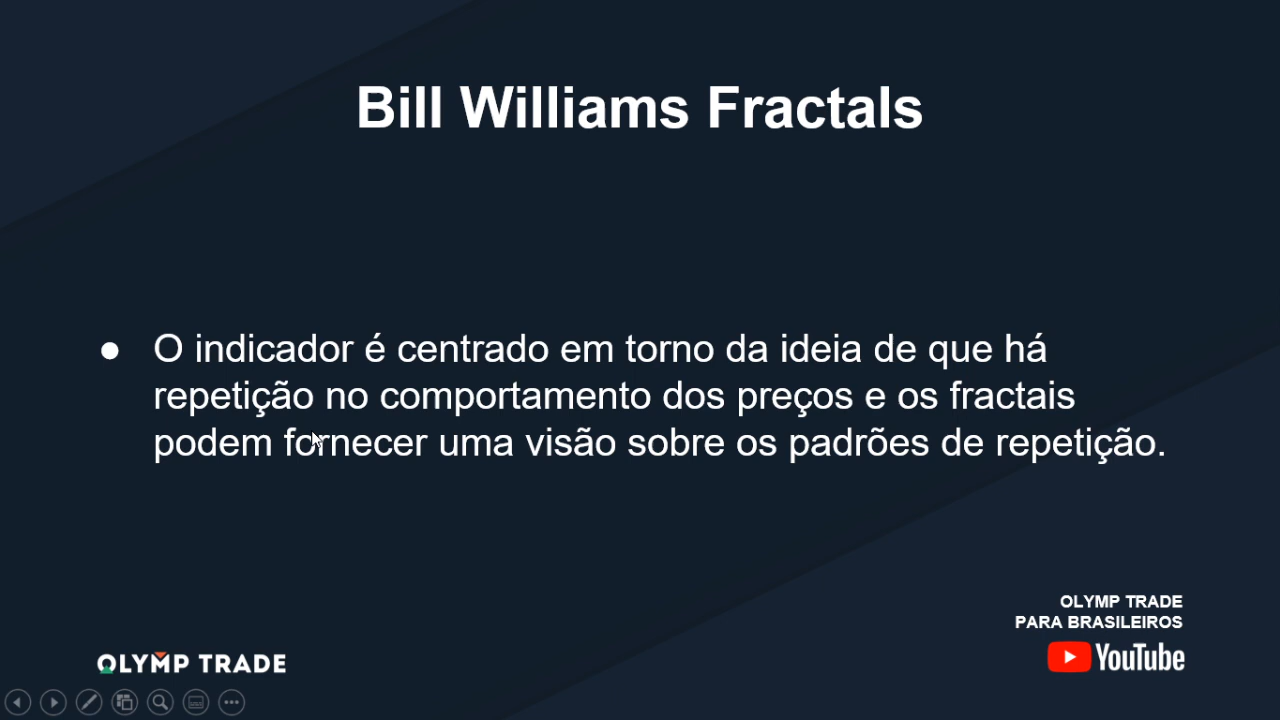 Bill Williams Fractals
● O indicador é centrado em torno da ideia de que há
repetição no comportamento dos preços e os fractais
podem fornecer uma visão sobre os padrões de repetição.
OLYMP TRADE
PARA BRASILEIROS
YouTube
OLYMP TRADE